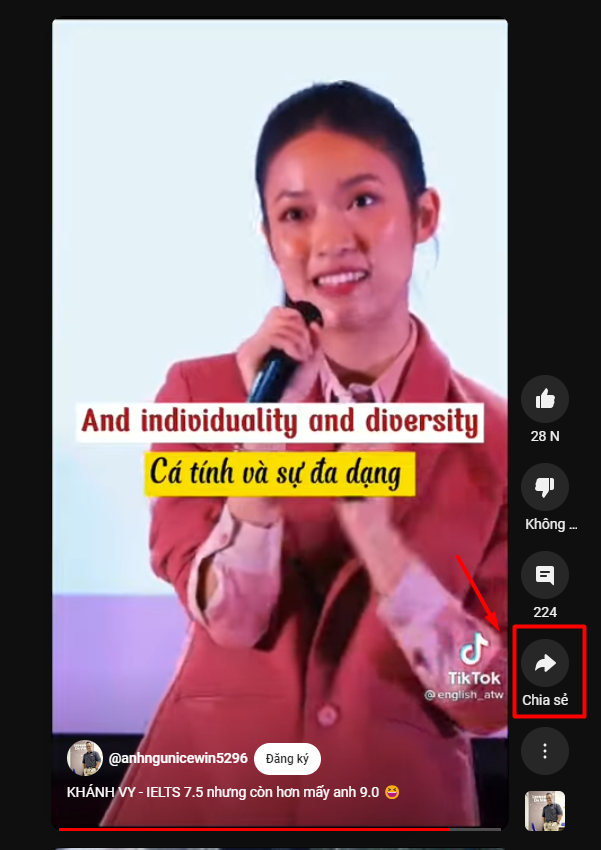 And individuality and diversity
Cá tính và sự đa dạng
28 N
Không ...
224
TikTok
@english_atw
Chia sẻ
@anhngunicewin5296
Đăng ký
KHÁNH VY - IELTS 7.5 nhưng còn hơn mấy anh 9.0 😆